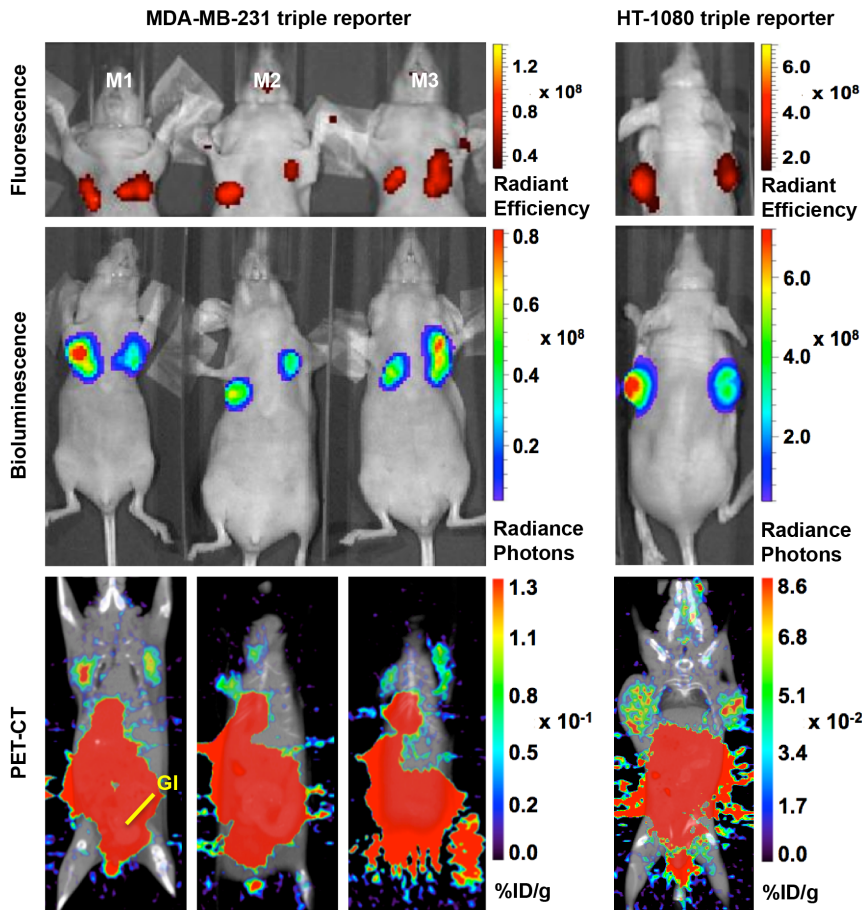 MDA-MB-231 triple reporter
HT-1080 triple reporter
Fluorescence
M1
M2
M3
1.2
0.8
0.4
x 10⁸
Radiant
Efficiency
6.0
4.0
2.0
x 10⁸
Radiant
Efficiency
Bioluminescence
0.8
0.6
0.4
0.2
x 10⁸
Radiance
Photons
6.0
4.0
2.0
x 10⁸
Radiance
Photons
PET-CT
GI
1.3
1.1
0.8
0.5
0.2
0.0
x 10⁻¹
%ID/g
8.6
6.8
5.1
3.4
1.7
0.0
x 10⁻²
%ID/g